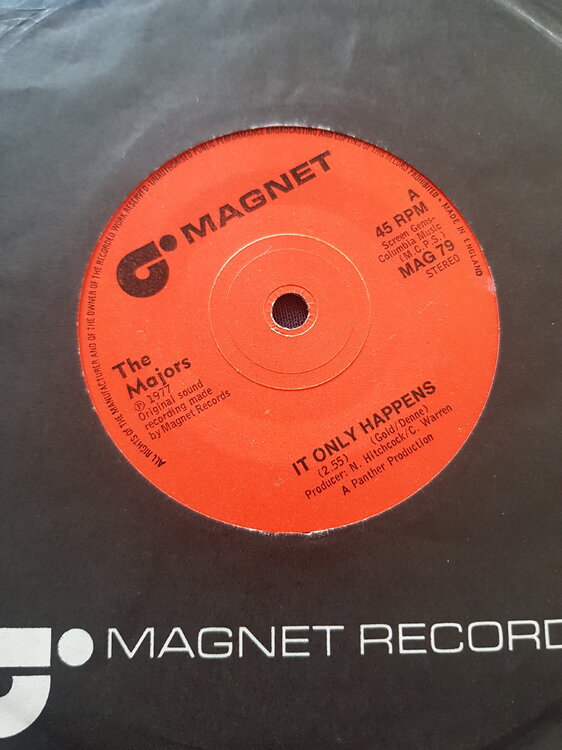 ALL RIGHTS OF THE MANUFACTURER AND OF THE OWNER OF THE RECORDED WORK RESERVED
PROHIBITED • MADE IN ENGLAND
MAGNET
A
45 RPM
Screen Gems-
Columbia Music
(M.C.P.S.)
MAG 79
STEREO
The
Majors
℗ 1977
Original sound
recording made
by Magnet Records
IT ONLY HAPPENS
(2.55) (Gold/Denne)
Producer: N. Hitchcock/C. Warren
A Panther Production
MAGNET RECORD